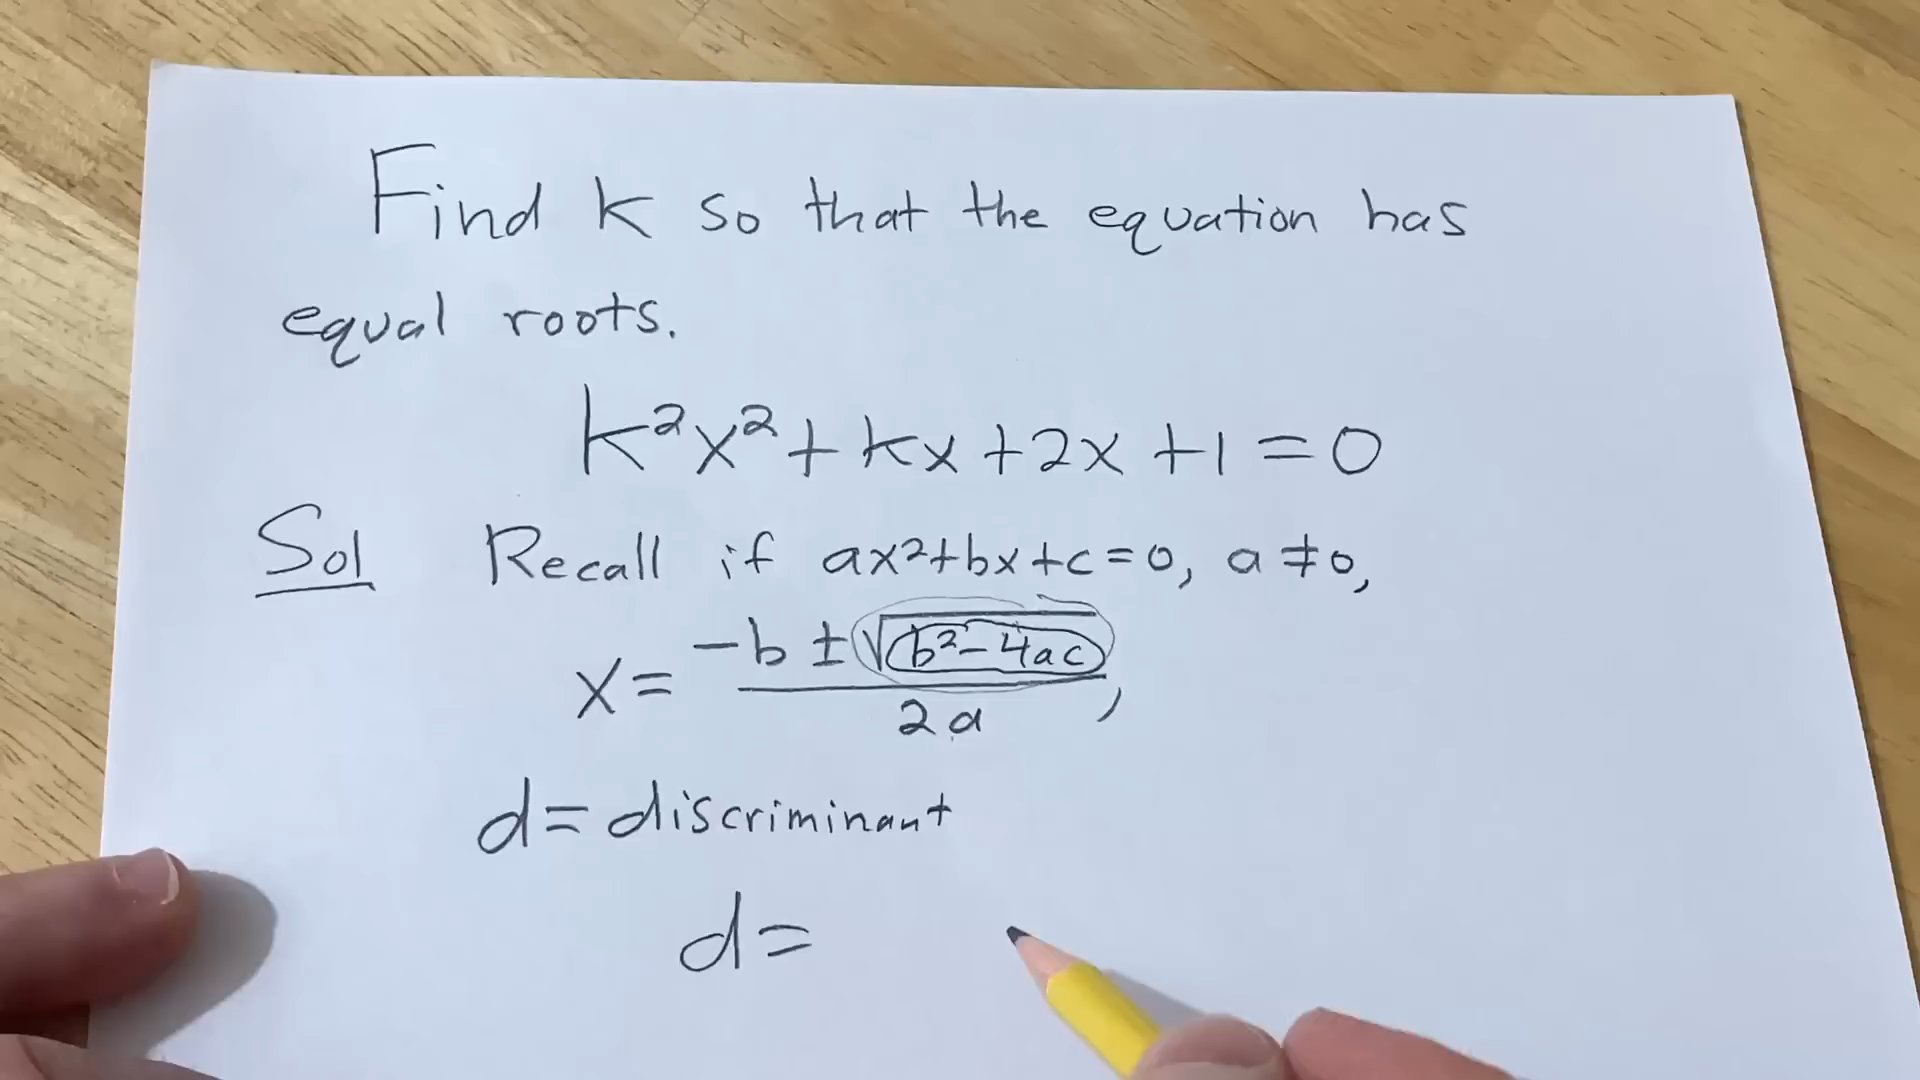 Find k so that the equation has
equal roots.
k²x² + kx + 2x + 1 = 0
Sol Recall if ax²+bx+c=0, a≠0,
x = (-b ± √(b²-4ac))/(2a),
d = discriminant
d =